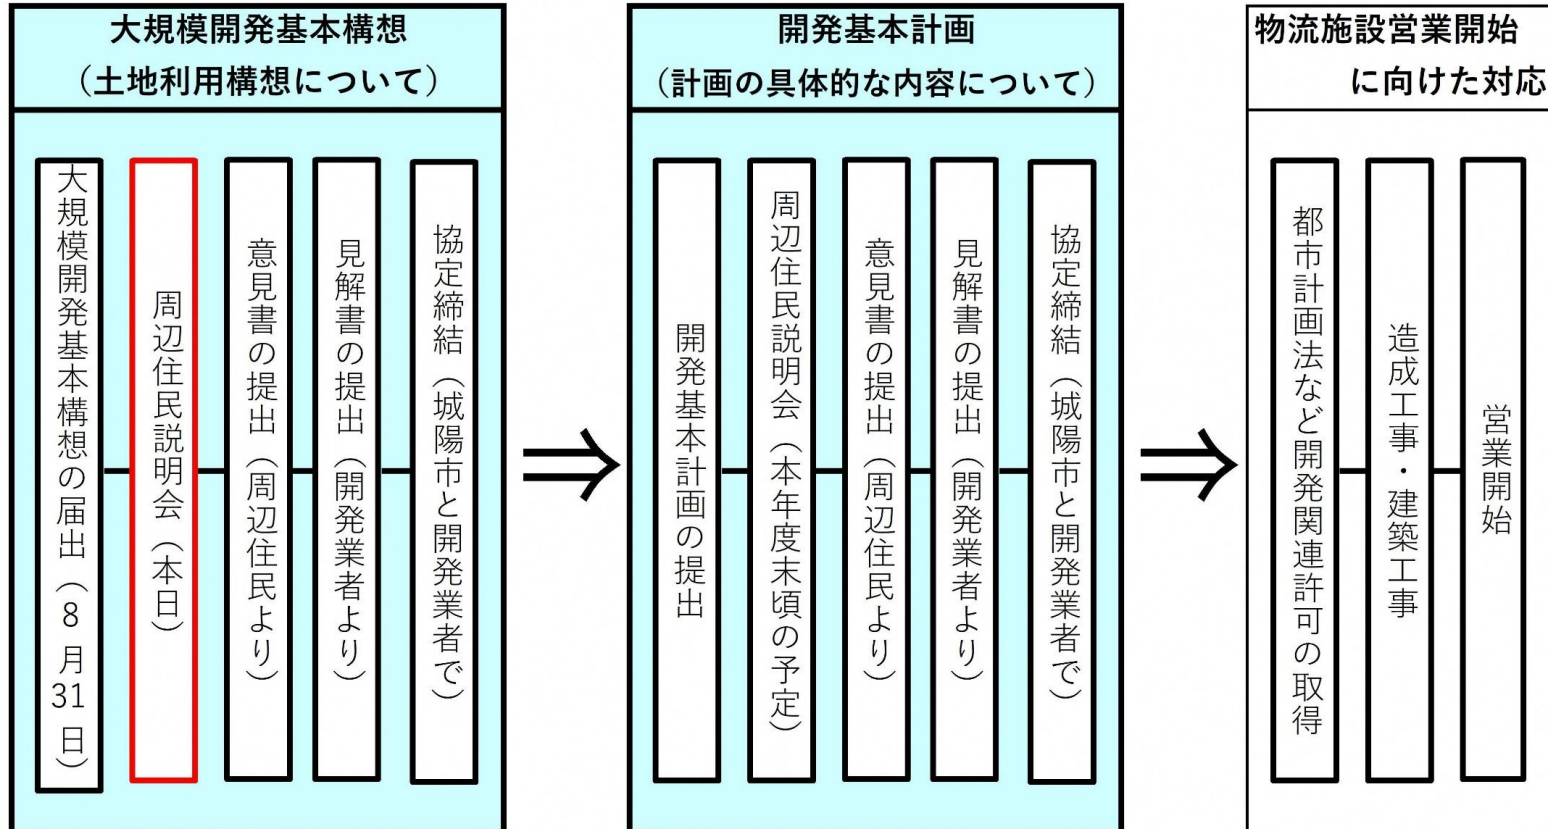 大規模開発基本構想
（土地利用構想について）
大規模開発基本構想の届出（8月31日）
周辺住民説明会（本日）
意見書の提出（周辺住民より）
見解書の提出（開発業者より）
協定締結（城陽市と開発業者で）
開発基本計画
（計画の具体的な内容について）
開発基本計画の提出
周辺住民説明会（本年度末頃の予定）
意見書の提出（周辺住民より）
見解書の提出（開発業者より）
協定締結（城陽市と開発業者で）
物流施設営業開始
に向けた対応
都市計画法など開発関連許可の取得
造成工事・建築工事
営業開始